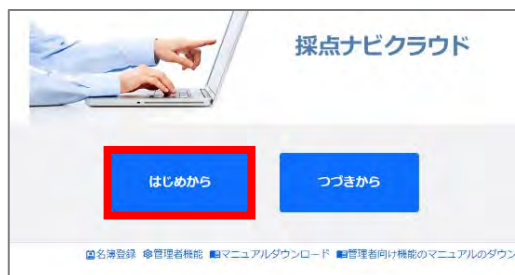 採点ナビクラウド
はじめから
つづきから
名簿登録 管理者機能 マニュアルダウンロード 管理者向け機能のマニュアルのダウン